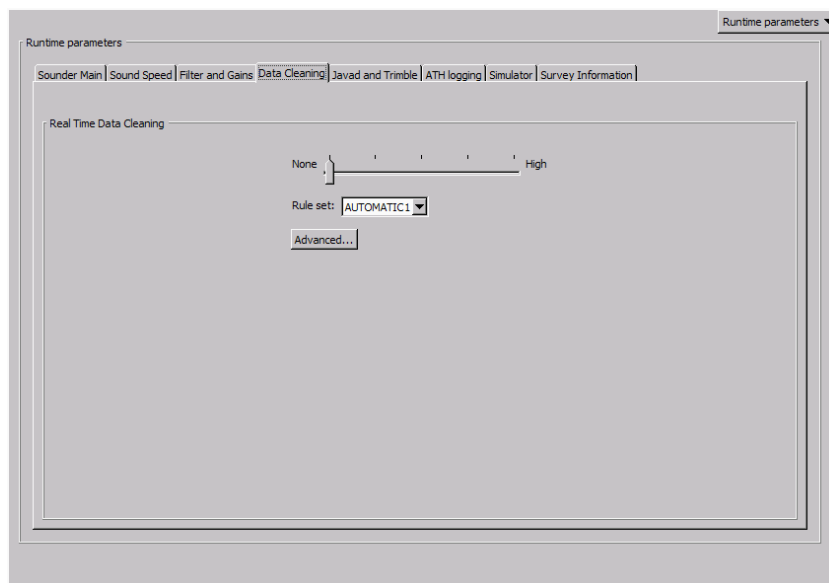 Runtime parameters
Runtime parameters
Sounder Main Sound Speed Filter and Gains Data Cleaning Javad and Trimble ATH logging Simulator Survey Information
Real Time Data Cleaning
None High
Rule set: AUTOMATIC1
Advanced...